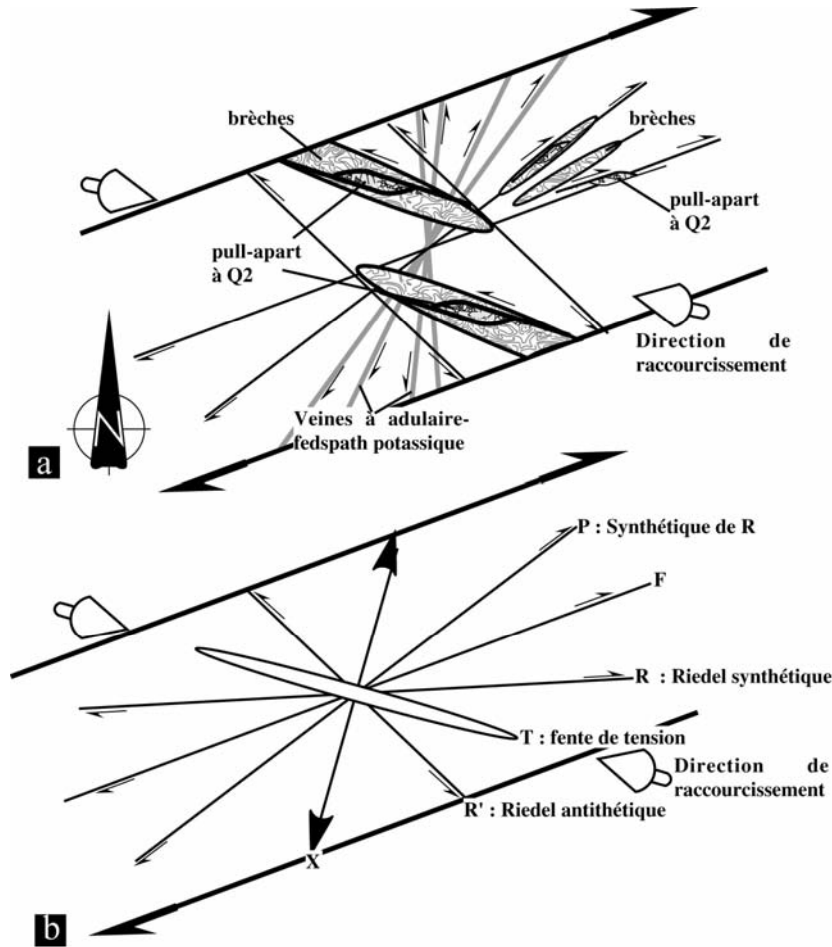 brèches
brèches
pull-apart
à Q2
pull-apart
à Q2
Direction de
raccourcissement
N
Veines à adulaire-
fedspath potassique
a
P : Synthétique de R
F
R : Riedel synthétique
T : fente de tension
Direction de
raccourcissement
R' : Riedel antithétique
X
b